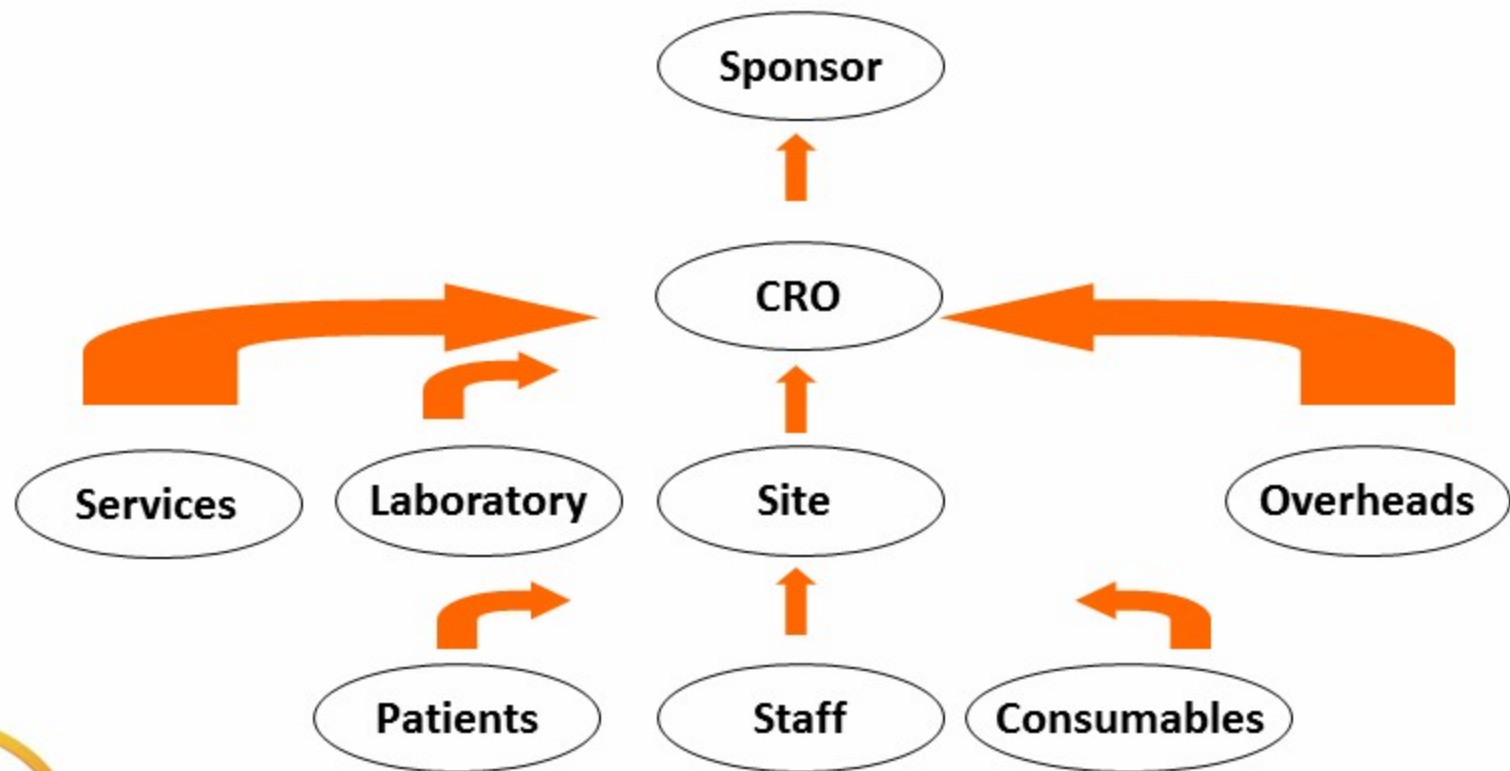 Sponsor
CRO
Services
Laboratory
Site
Overheads
Patients
Staff
Consumables